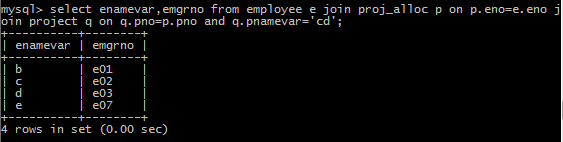 mysql> select enamevar,emgrno from employee e join proj_alloc p on p.eno=e.eno j
oin project q on q.pno=p.pno and q.pnamevar='cd';
+----------+--------+
| enamevar | emgrno |
+----------+--------+
| b        | e01    |
| c        | e02    |
| d        | e03    |
| e        | e07    |
+----------+--------+
4 rows in set (0.00 sec)